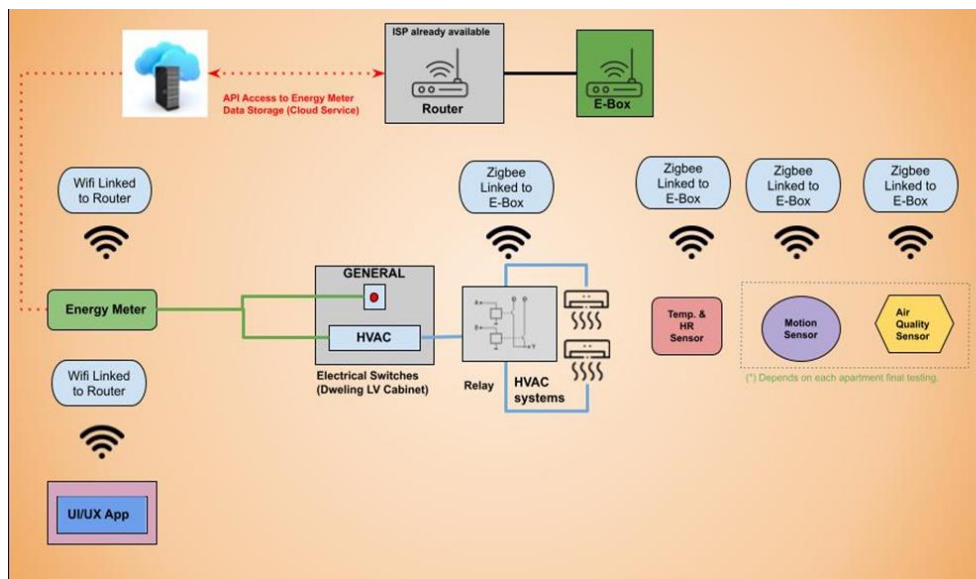 ISP already available
Router
E-Box
API Access to Energy Meter
Data Storage (Cloud Service)
Wifi Linked
to Router
Zigbee
Linked to
E-Box
Zigbee
Linked to
E-Box
Zigbee
Linked to
E-Box
Zigbee
Linked to
E-Box
GENERAL
Energy Meter
HVAC
Temp. &
HR
Sensor
Motion
Sensor
Air
Quality
Sensor
Electrical Switches
(Dweling LV Cabinet)
Relay
HVAC
systems
(*) Depends on each apartment final testing.
Wifi Linked
to Router
UI/UX App